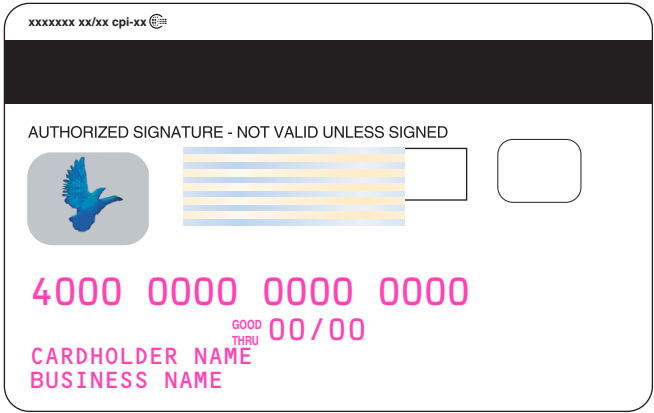 xxxxxxx xx/xx cpi-xx
AUTHORIZED SIGNATURE - NOT VALID UNLESS SIGNED
4000 0000 0000 0000
GOOD THRU 00/00
CARDHOLDER NAME
BUSINESS NAME